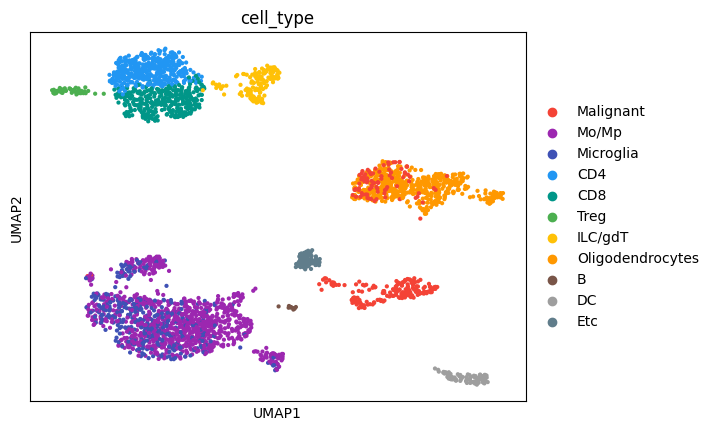 cell_type
UMAP2
UMAP1
Malignant
Mo/Mp
Microglia
CD4
CD8
Treg
ILC/gdT
Oligodendrocytes
B
DC
Etc